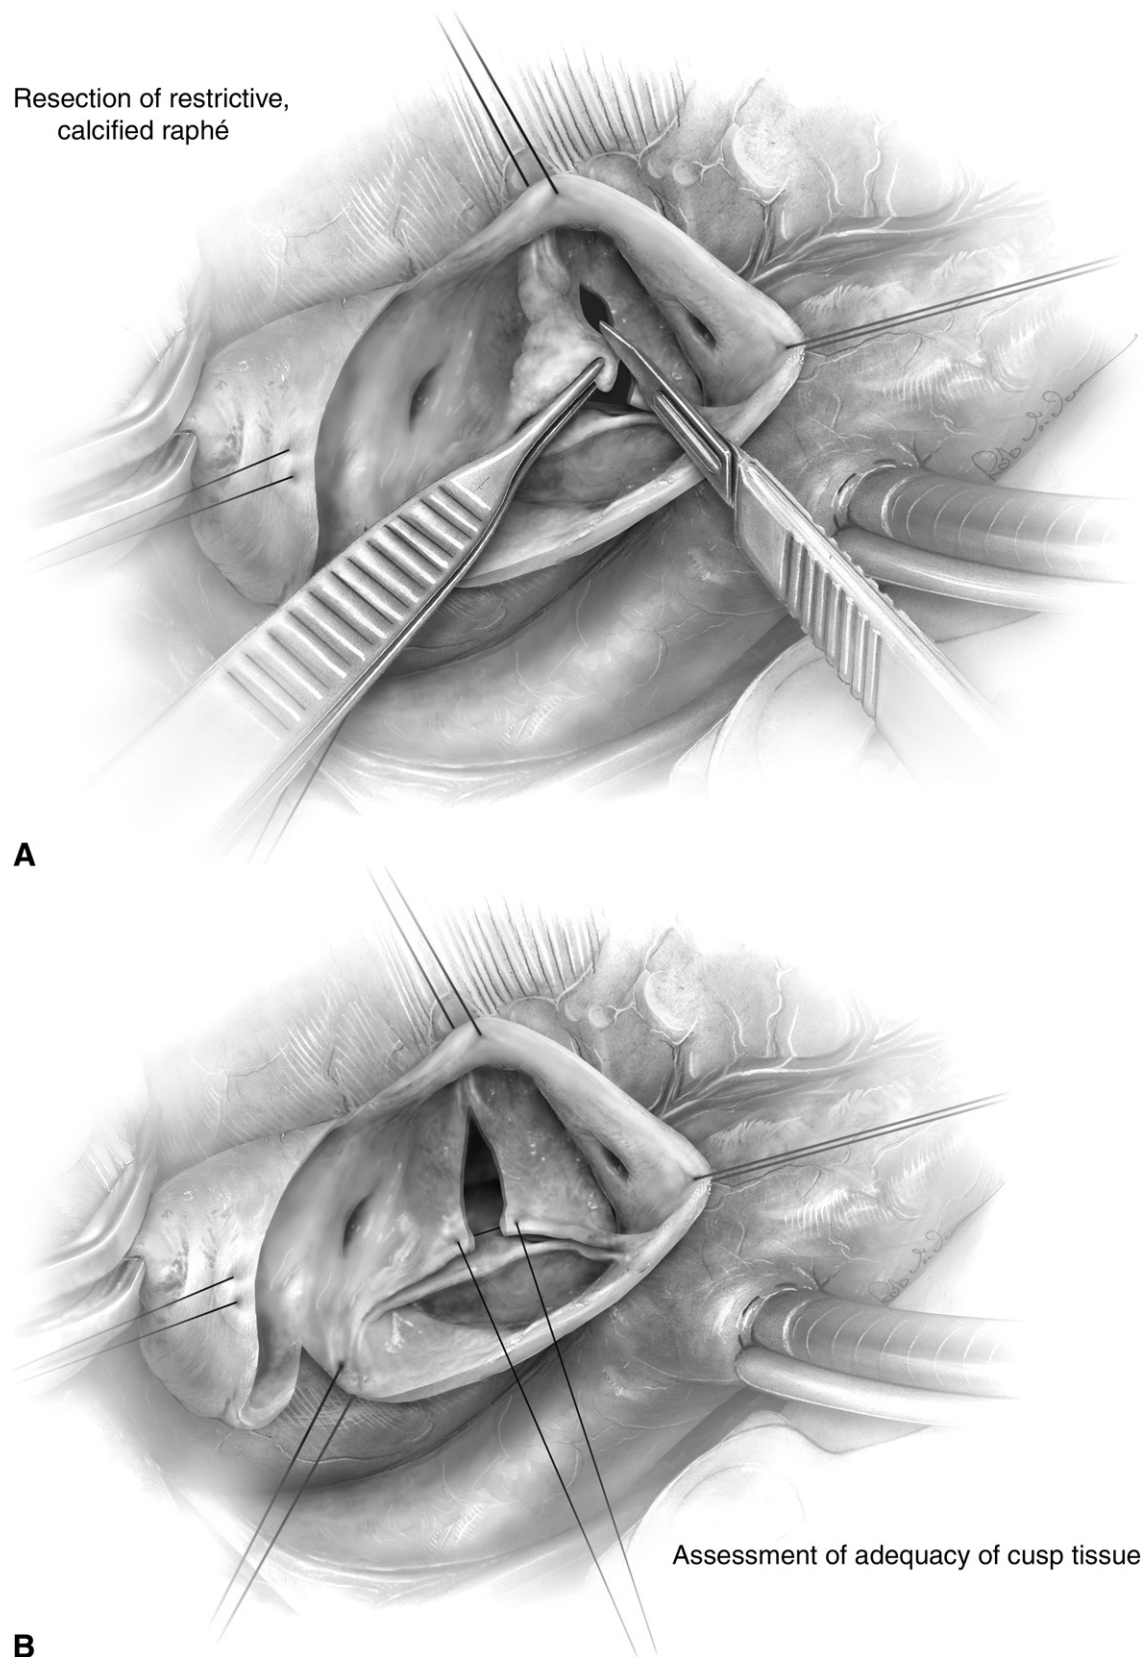 Resection of restrictive,
calcified raphé
A
Assessment of adequacy of cusp tissue
B